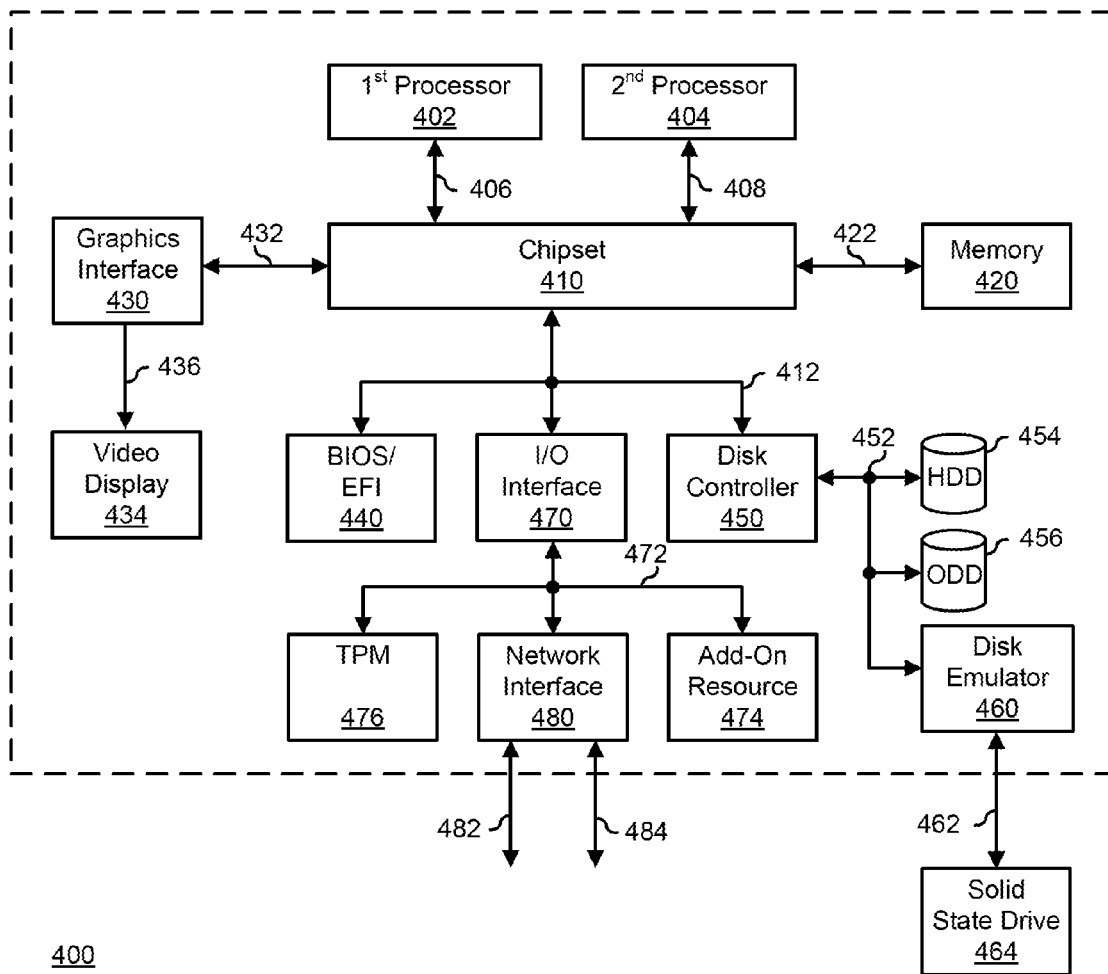 1st Processor
402
2nd Processor
404
406
408
Graphics
Interface
430
432
Chipset
410
422
Memory
420
436
412
Video
Display
434
BIOS/
EFI
440
I/O
Interface
470
Disk
Controller
450
452
HDD
454
ODD
456
472
TPM
476
Network
Interface
480
Add-On
Resource
474
Disk
Emulator
460
482
484
462
Solid
State Drive
464
400